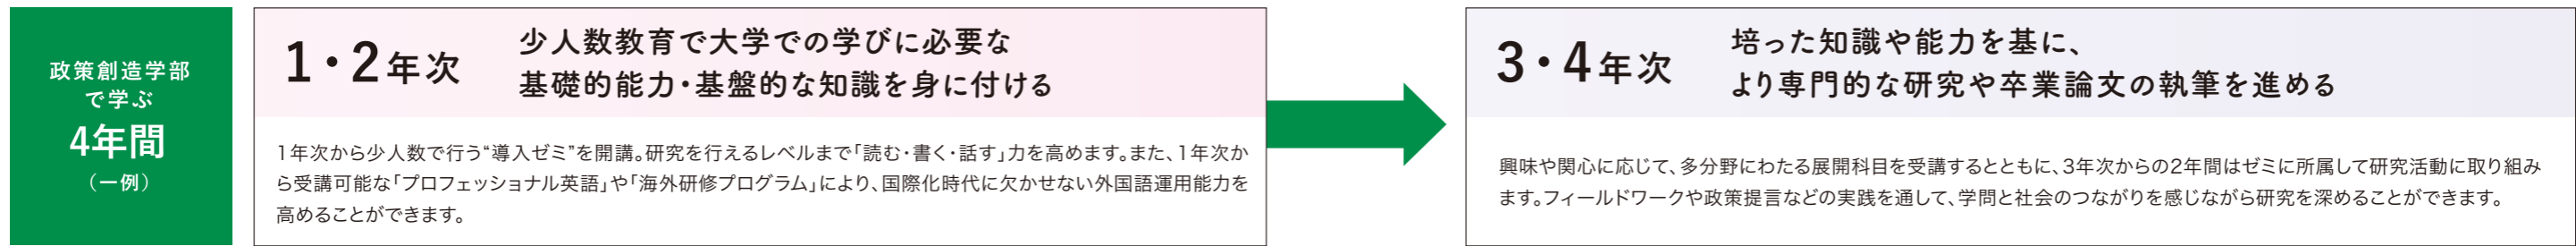 政策創造学部
で学ぶ
4年間
（一例）
1・2年次
少人数教育で大学での学びに必要な
基礎的能力・基盤的な知識を身に付ける
1年次から少人数で行う“導入ゼミ”を開講。研究を行えるレベルまで「読む・書く・話す」力を高めます。また、1年次か
ら受講可能な「プロフェッショナル英語」や「海外研修プログラム」により、国際化時代に欠かせない外国語運用能力を
高めることができます。
3・4年次
培った知識や能力を基に、
より専門的な研究や卒業論文の執筆を進める
興味や関心に応じて、多分野にわたる展開科目を受講するとともに、3年次からの2年間はゼミに所属して研究活動に取り組み
ます。フィールドワークや政策提言などの実践を通して、学問と社会のつながりを感じながら研究を深めることができます。